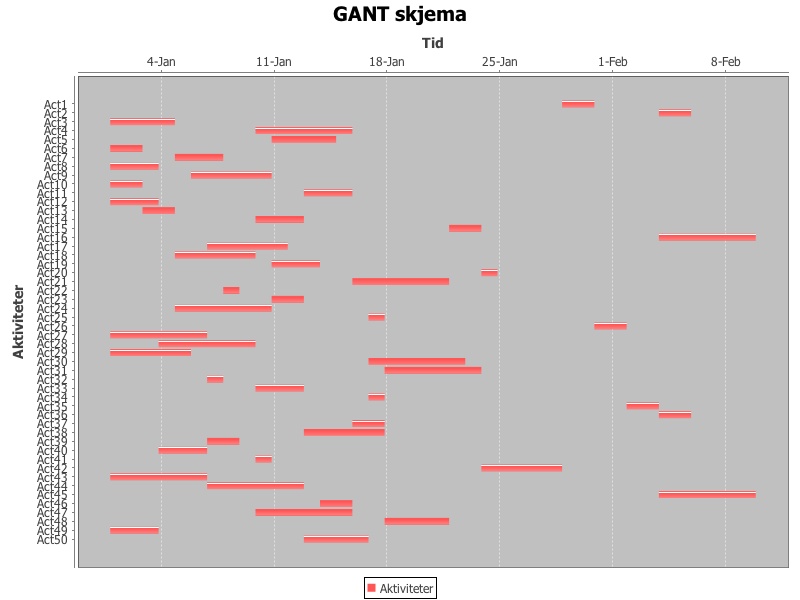 GANT skjema
Tid
4-Jan 11-Jan 18-Jan 25-Jan 1-Feb 8-Feb
Aktiviteter
Act1
Act2
Act3
Act4
Act5
Act6
Act7
Act8
Act9
Act10
Act11
Act12
Act13
Act14
Act15
Act16
Act17
Act18
Act19
Act20
Act21
Act22
Act23
Act24
Act25
Act26
Act27
Act28
Act29
Act30
Act31
Act32
Act33
Act34
Act35
Act36
Act37
Act38
Act39
Act40
Act41
Act42
Act43
Act44
Act45
Act46
Act47
Act48
Act49
Act50
Aktiviteter